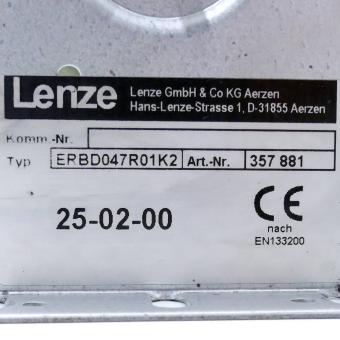 Lenze
Lenze GmbH & Co KG Aerzen
Hans-Lenze-Strasse 1, D-31855 Aerzen
Komm.-Nr.
Typ ERBD047R01K2 Art.-Nr. 357 881
25-02-00
CE
nach
EN133200